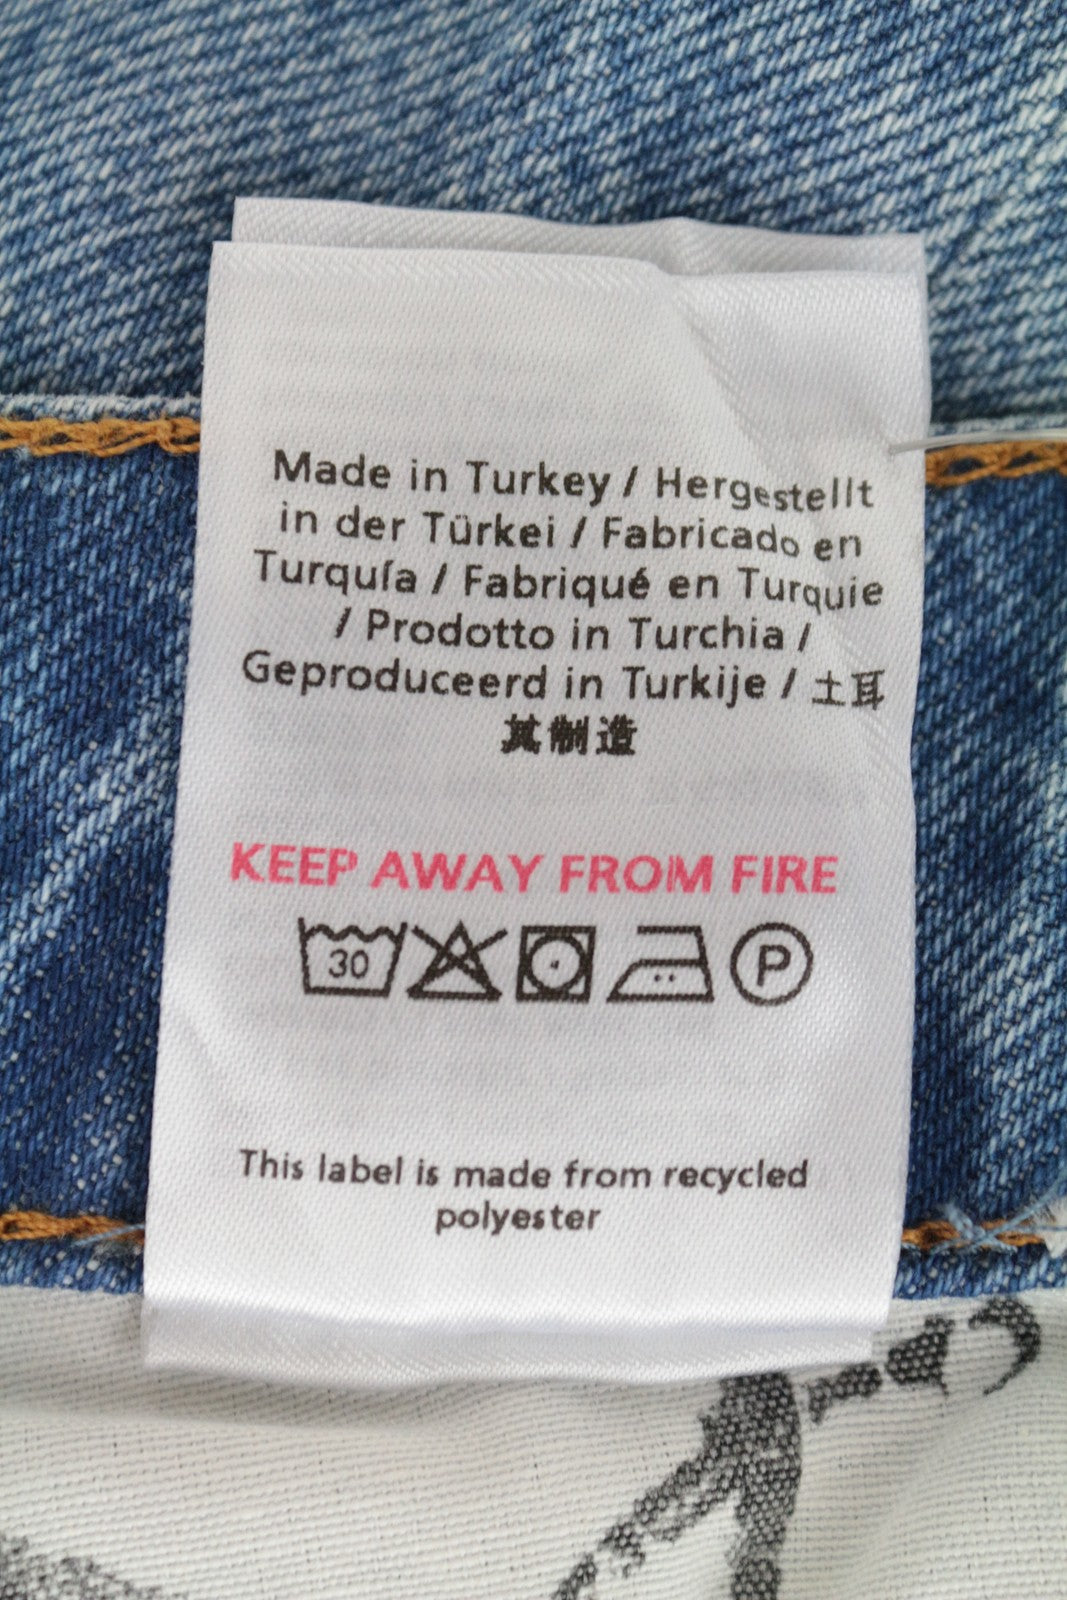 Made in Turkey / Hergestellt
in der Türkei / Fabricado en
Turquía / Fabriqué en Turquie
/ Prodotto in Turchia /
Geproduceerd in Turkije / 土耳
其制造
KEEP AWAY FROM FIRE
30 P
This label is made from recycled
polyester